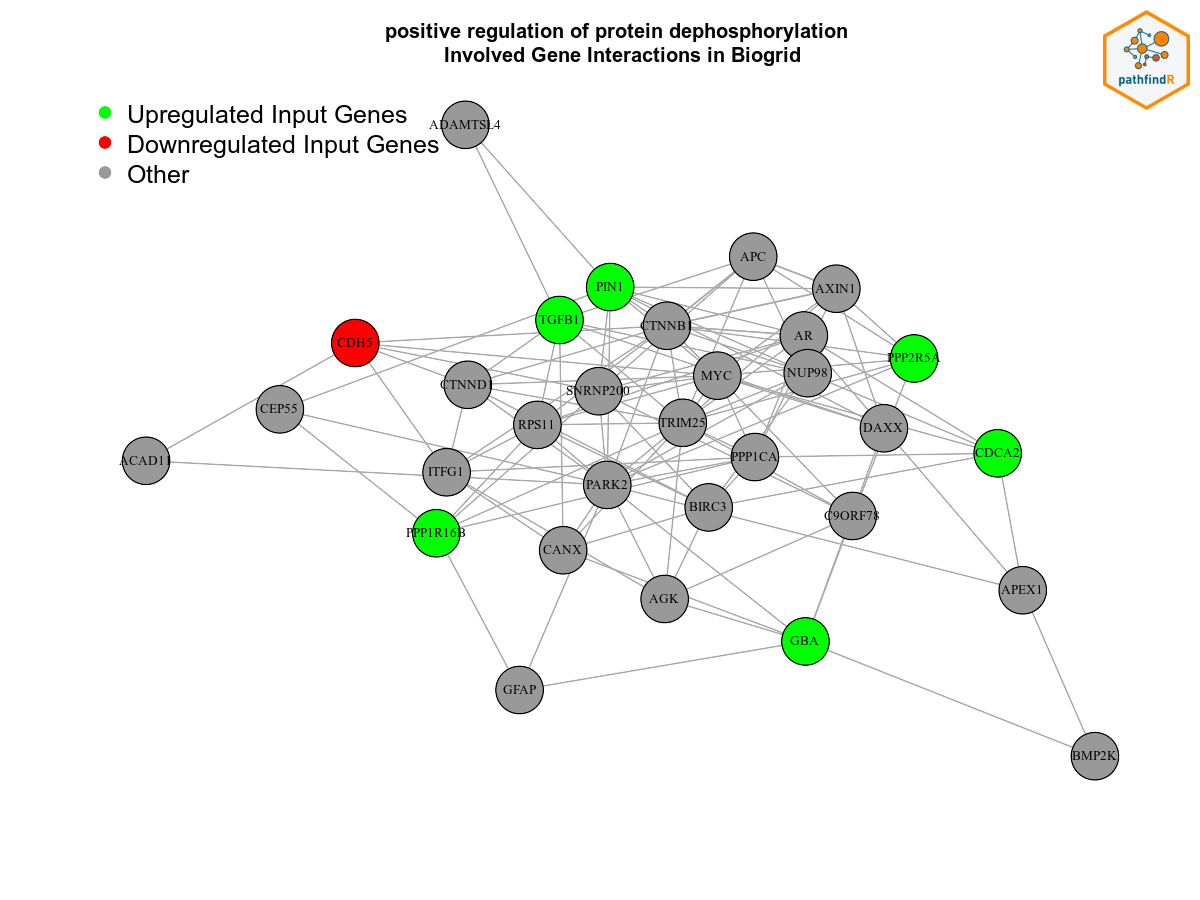 positive regulation of protein dephosphorylation
Involved Gene Interactions in Biogrid
pathfindR
Upregulated Input Genes
Downregulated Input Genes
Other
ADAMTSL4
APC
PIN1
AXIN1
TGFB1
CTNNB1
AR
CDH5
PPP2R5A
NUP98
MYC
CTNND1
SNRNP200
CEP55
RPS11
TRIM25
DAXX
ACAD11
CDCA2
PPP1CA
ITFG1
PARK2
BIRC3
C9ORF78
PPP1R16B
CANX
APEX1
AGK
GBA
GFAP
BMP2K